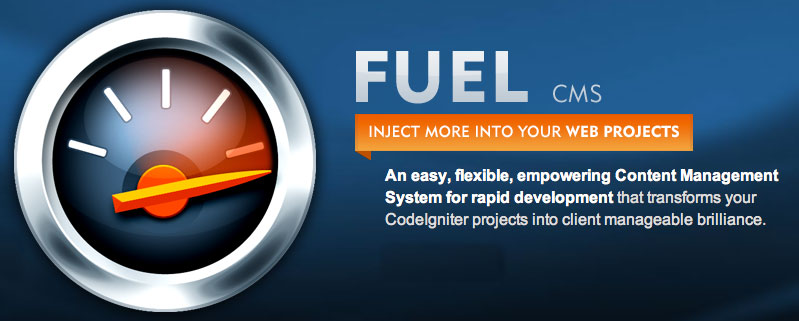 FUEL CMS
INJECT MORE INTO YOUR WEB PROJECTS
An easy, flexible, empowering Content Management
System for rapid development that transforms your
CodeIgniter projects into client manageable brilliance.